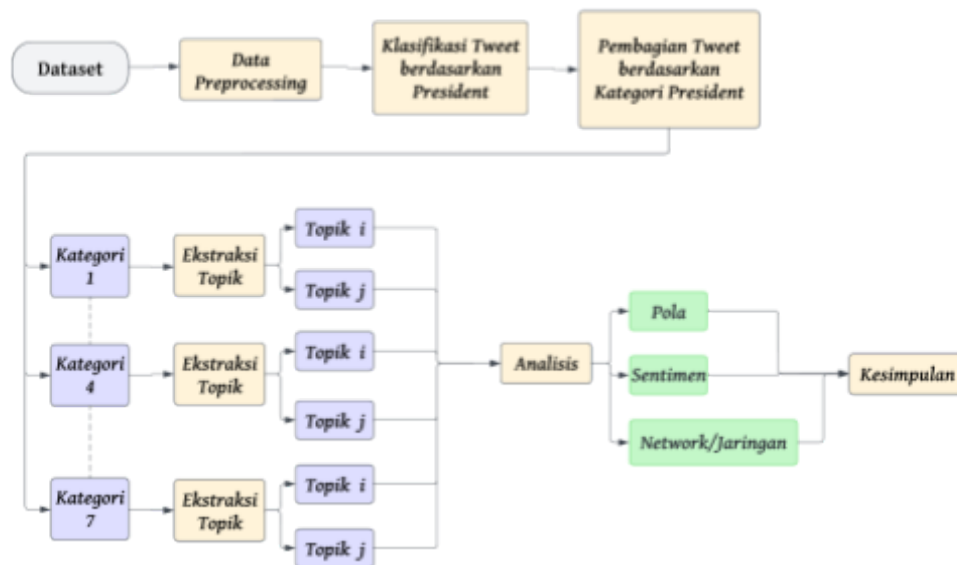 Dataset
Data
Preprocessing
Klasifikasi Tweet
berdasarkan
President
Pembagian Tweet
berdasarkan
Kategori President
Kategori
1
Ekstraksi
Topik
Topik i
Topik j
Kategori
4
Ekstraksi
Topik
Topik i
Topik j
Kategori
7
Ekstraksi
Topik
Topik i
Topik j
Analisis
Pola
Sentimen
Network/Jaringan
Kesimpulan